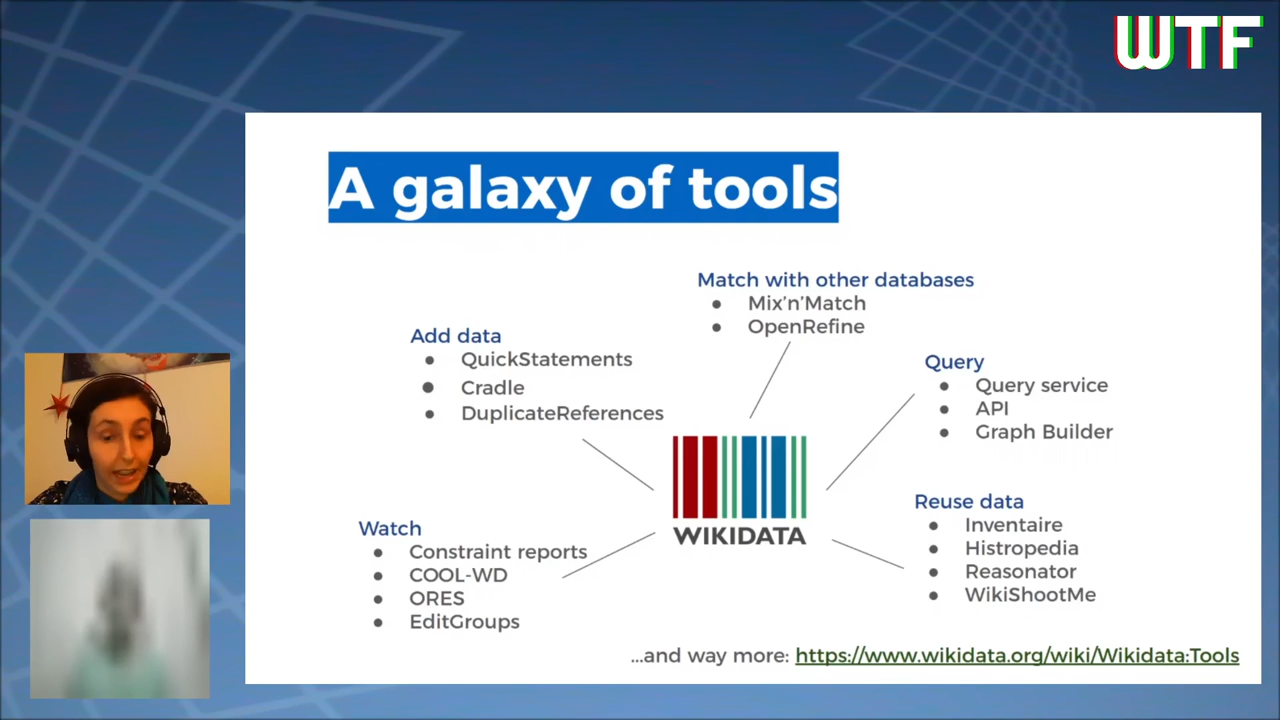 WTF
A galaxy of tools
Match with other databases
● Mix'n'Match
● OpenRefine
Add data
● QuickStatements
● Cradle
● DuplicateReferences
Query
● Query service
● API
● Graph Builder
WIKIDATA
Watch
● Constraint reports
● COOL-WD
● ORES
● EditGroups
Reuse data
● Inventaire
● Histropedia
● Reasonator
● WikiShootMe
...and way more: https://www.wikidata.org/wiki/Wikidata:Tools